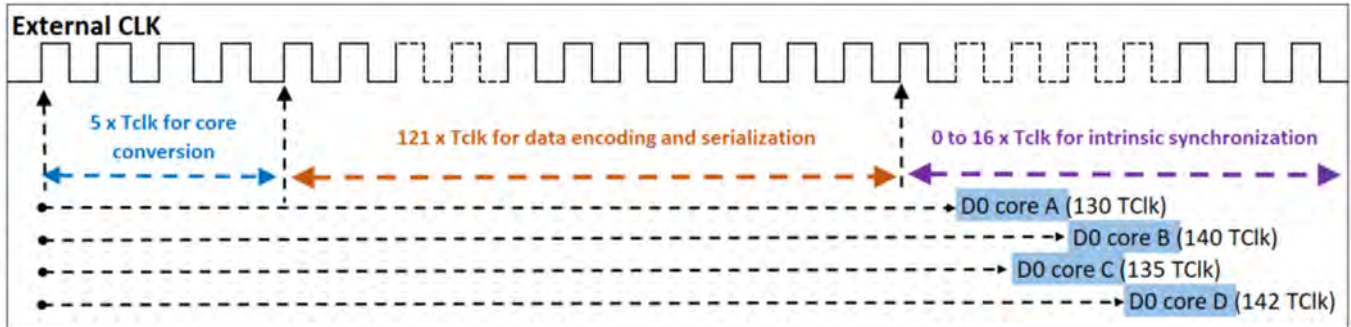 External CLK
5 x Tclk for core
conversion
121 x Tclk for data encoding and serialization
0 to 16 x Tclk for intrinsic synchronization
D0 core A (130 TClk)
D0 core B (140 TClk)
D0 core C (135 TClk)
D0 core D (142 TClk)